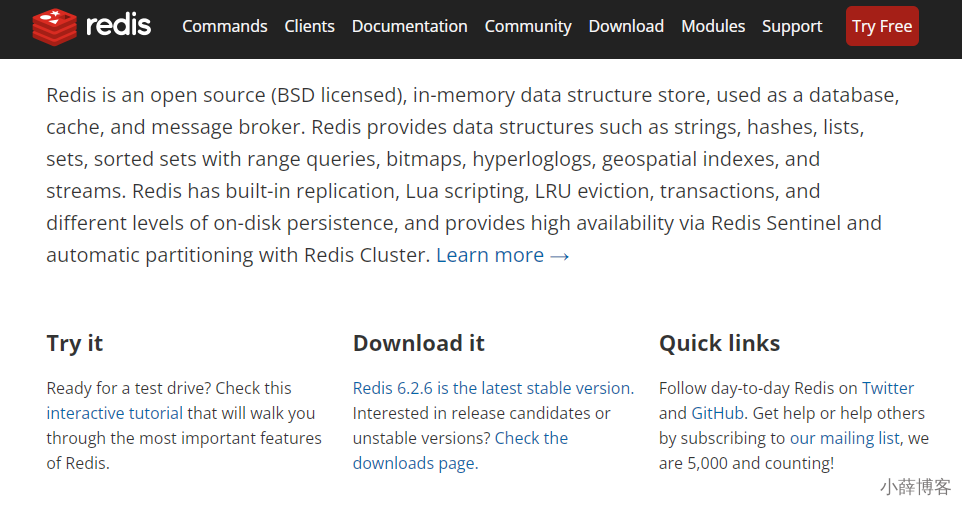 redis Commands Clients Documentation Community Download Modules Support Try Free
Redis is an open source (BSD licensed), in-memory data structure store, used as a database,
cache, and message broker. Redis provides data structures such as strings, hashes, lists,
sets, sorted sets with range queries, bitmaps, hyperloglogs, geospatial indexes, and
streams. Redis has built-in replication, Lua scripting, LRU eviction, transactions, and
different levels of on-disk persistence, and provides high availability via Redis Sentinel and
automatic partitioning with Redis Cluster. Learn more →
Try it
Ready for a test drive? Check this
interactive tutorial that will walk you
through the most important features
of Redis.
Download it
Redis 6.2.6 is the latest stable version.
Interested in release candidates or
unstable versions? Check the
downloads page.
Quick links
Follow day-to-day Redis on Twitter
and GitHub. Get help or help others
by subscribing to our mailing list, we
are 5,000 and counting!
小薛博客